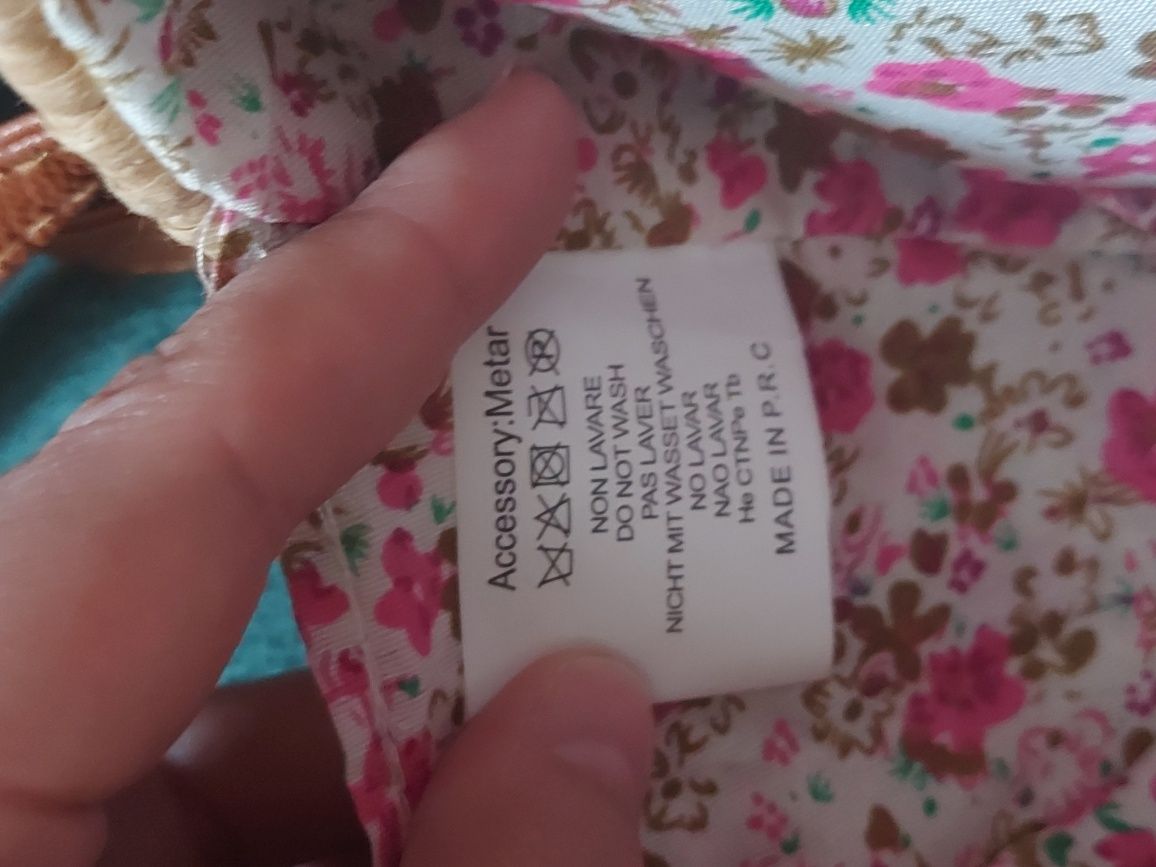 Accessory:Metar
NON LAVARE
DO NOT WASH
PAS LAVER
NICHT MIT WASSET WASCHEN
NO LAVAR
NAO LAVAR
He CTNPe Tb
MADE IN P.R.C